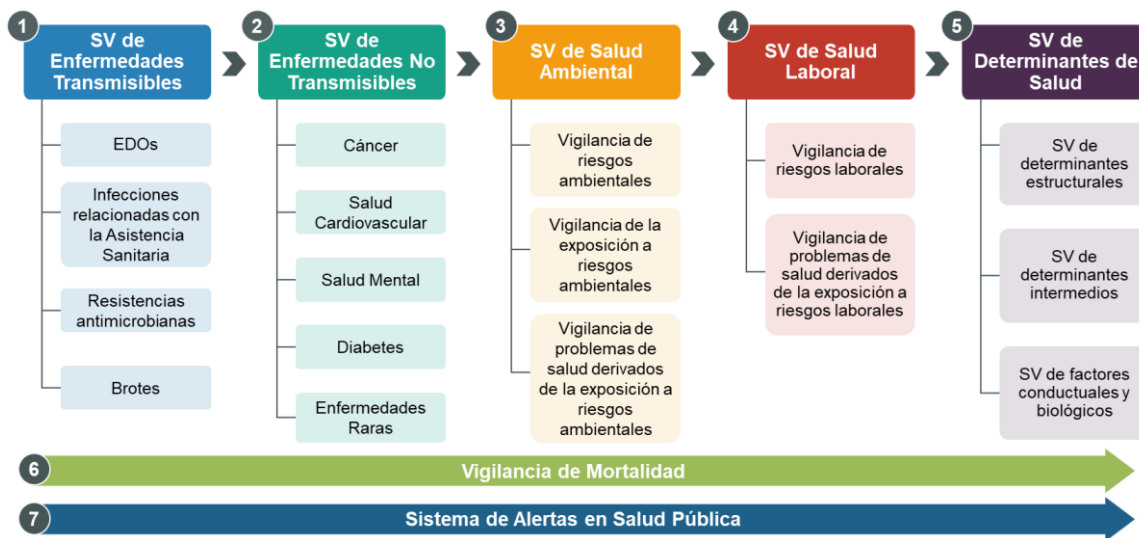 1
SV de
Enfermedades
Transmisibles
EDOs
Infecciones
relacionadas con
la Asistencia
Sanitaria
Resistencias
antimicrobianas
Brotes
2
SV de
Enfermedades No
Transmisibles
Cáncer
Salud
Cardiovascular
Salud Mental
Diabetes
Enfermedades
Raras
3
SV de Salud
Ambiental
Vigilancia de
riesgos
ambientales
Vigilancia de la
exposición a
riesgos
ambientales
Vigilancia de
problemas de
salud derivados
de la exposición a
riesgos
ambientales
4
SV de Salud
Laboral
Vigilancia de
riesgos laborales
Vigilancia de
problemas de
salud derivados
de la exposición a
riesgos laborales
5
SV de
Determinantes de
Salud
SV de
determinantes
estructurales
SV de
determinantes
intermedios
SV de factores
conductuales y
biológicos
6
Vigilancia de Mortalidad
7
Sistema de Alertas en Salud Pública